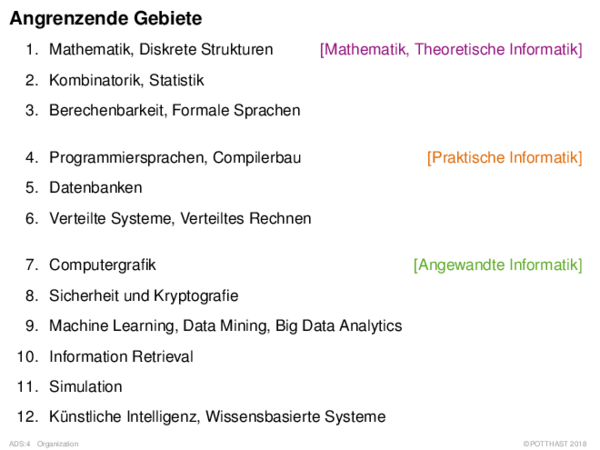 Angrenzende Gebiete
1. Mathematik, Diskrete Strukturen [Mathematik, Theoretische Informatik]
2. Kombinatorik, Statistik
3. Berechenbarkeit, Formale Sprachen
4. Programmiersprachen, Compilerbau [Praktische Informatik]
5. Datenbanken
6. Verteilte Systeme, Verteiltes Rechnen
7. Computergrafik [Angewandte Informatik]
8. Sicherheit und Kryptografie
9. Machine Learning, Data Mining, Big Data Analytics
10. Information Retrieval
11. Simulation
12. Künstliche Intelligenz, Wissensbasierte Systeme
ADS:4 Organization ©POTTHAST 2018